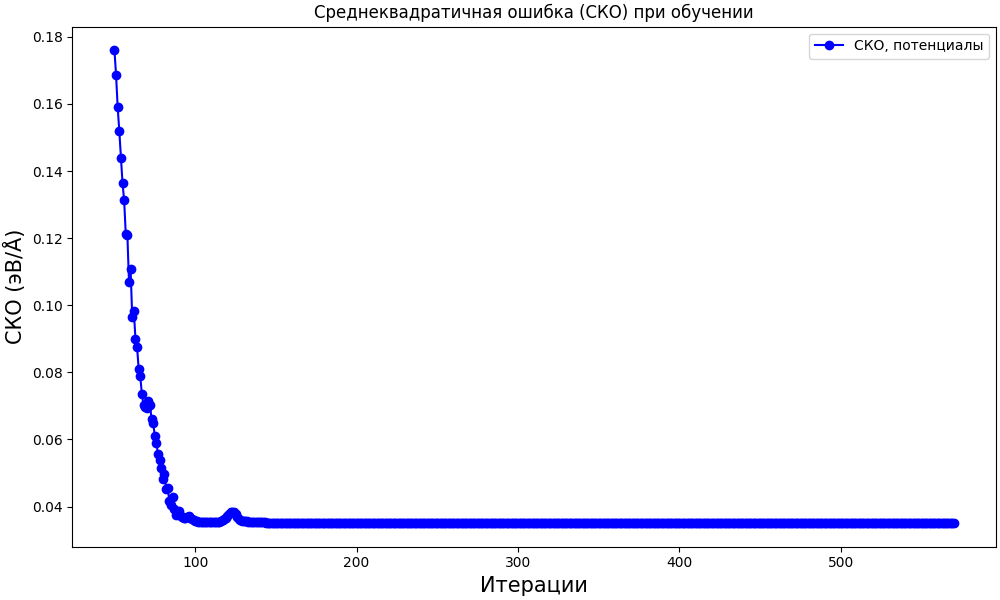 Среднеквадратичная ошибка (СКО) при обучении
СКО, потенциалы
0.18
0.16
0.14
0.12
0.10
0.08
0.06
0.04
СКО (эВ/Å)
100 200 300 400 500
Итерации